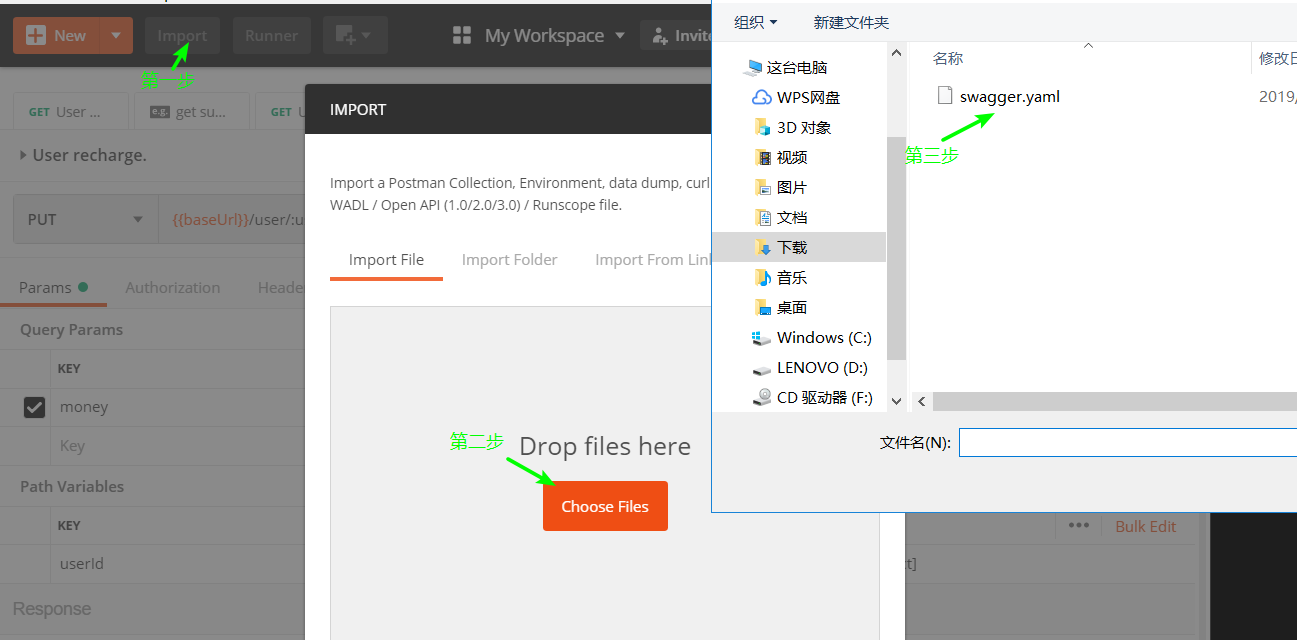 New
Import
Runner
My Workspace
Invite
第一步
GET User ...
e.g. get su...
GET U
User recharge.
PUT
{{baseUrl}}/user/:u
Params
Authorization
Heade
Query Params
KEY
money
Key
Path Variables
KEY
userId
Response
IMPORT
Import a Postman Collection, Environment, data dump, curl
WADL / Open API (1.0/2.0/3.0) / Runscope file.
Import File
Import Folder
Import From Lin
第二步
Drop files here
Choose Files
组织
新建文件夹
这台电脑
WPS网盘
3D 对象
视频
图片
文档
下载
音乐
桌面
Windows (C:)
LENOVO (D:)
CD 驱动器 (F:)
名称
修改日
swagger.yaml
2019/
第三步
文件名(N):
•••
Bulk Edit
ct]